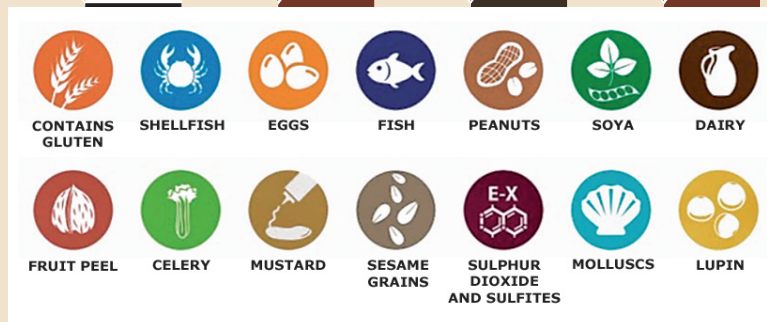 CONTAINS GLUTEN
SHELLFISH
EGGS
FISH
PEANUTS
SOYA
DAIRY
E-X
FRUIT PEEL
CELERY
MUSTARD
SESAME GRAINS
SULPHUR DIOXIDE AND SULFITES
MOLLUSCS
LUPIN